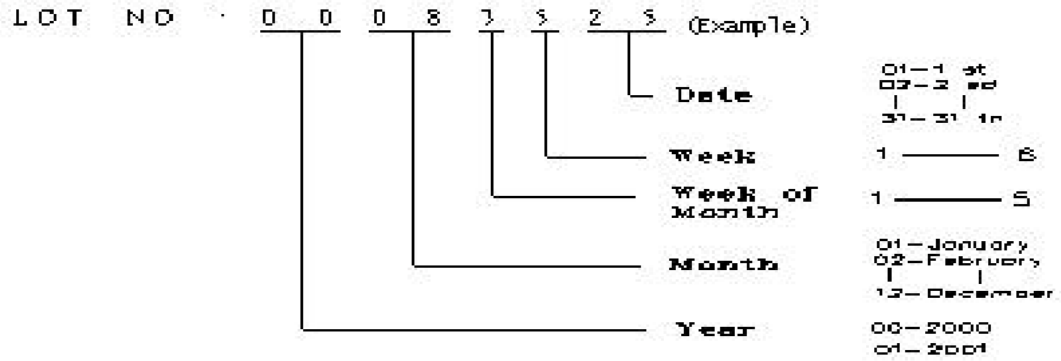 LOT NO · 0 0 0 8 3 3 2 3 (Example)
Date 01-1 st
02-2 nd
31-31 th
Week 1 6
Week of 1 5
Month
01-January
Month 02-February
12-December
Year 00-2000
01-2001